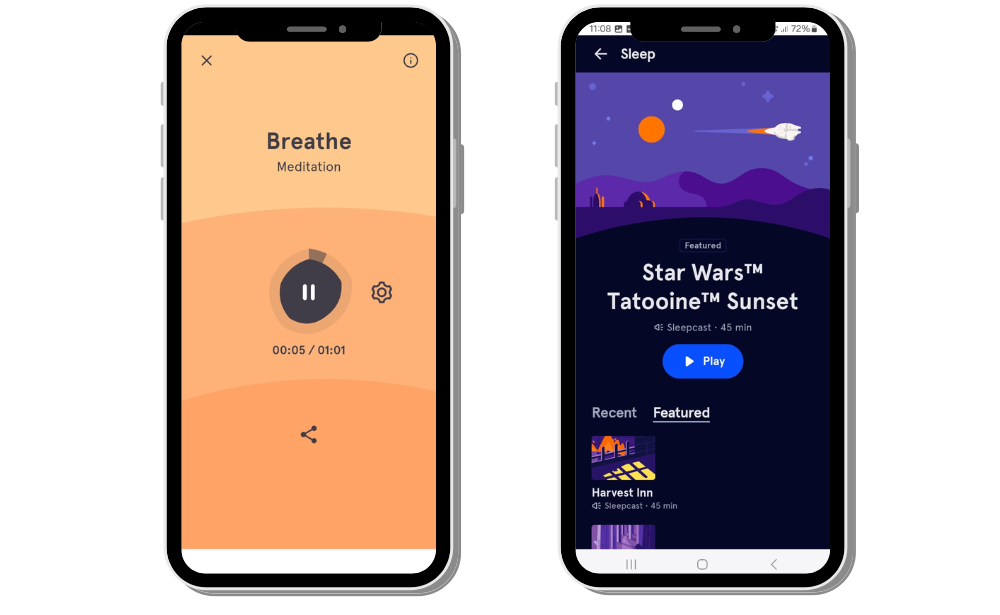 Breathe
Meditation
00:05 / 01:01
11:08
72%
Sleep
Featured
Star Wars™
Tatooine™ Sunset
Sleepcast · 45 min
Play
Recent Featured
Harvest Inn
Sleepcast · 45 min